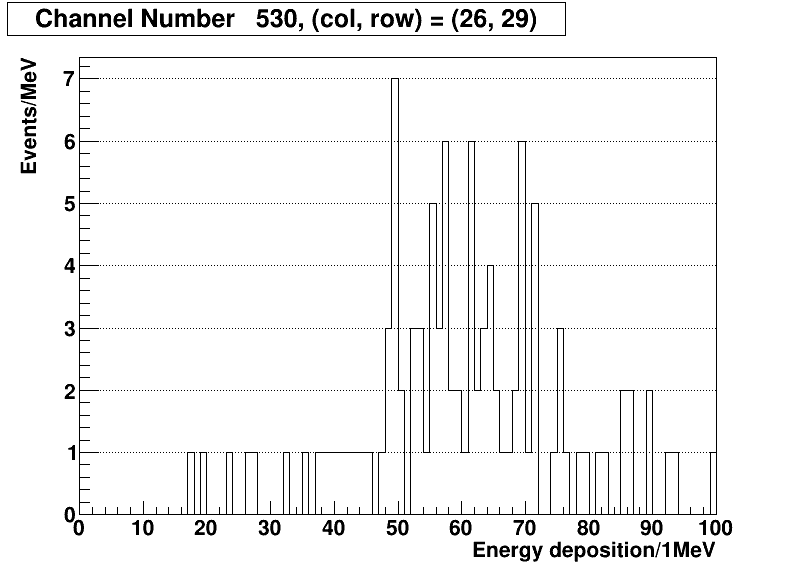 Channel Number 530, (col, row) = (26, 29)
Events/MeV
7
6
5
4
3
2
1
0
0 10 20 30 40 50 60 70 80 90 100
Energy deposition/1MeV